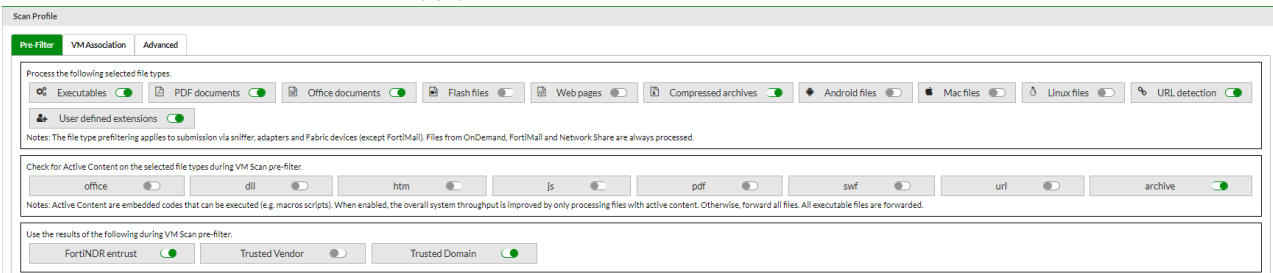 Scan Profile
Pre-Filter VM Association Advanced
Process the following selected file types.
Executables PDF documents Office documents Flash files Web pages Compressed archives Android files Mac files Linux files URL detection
User defined extensions
Notes: The file type prefiltering applies to submission via sniffer, adapters and Fabric devices (except FortiMail). Files from OnDemand, FortiMail and Network Share are always processed.
Check for Active Content on the selected file types during VM Scan pre-filter.
office dll htm js pdf swf url archive
Notes: Active Content are embedded codes that can be executed (e.g. macros scripts). When enabled, the overall system throughput is improved by only processing files with active content. Otherwise, forward all files. All executable files are forwarded.
Use the results of the following during VM Scan pre-filter.
FortiNDR entrust Trusted Vendor Trusted Domain